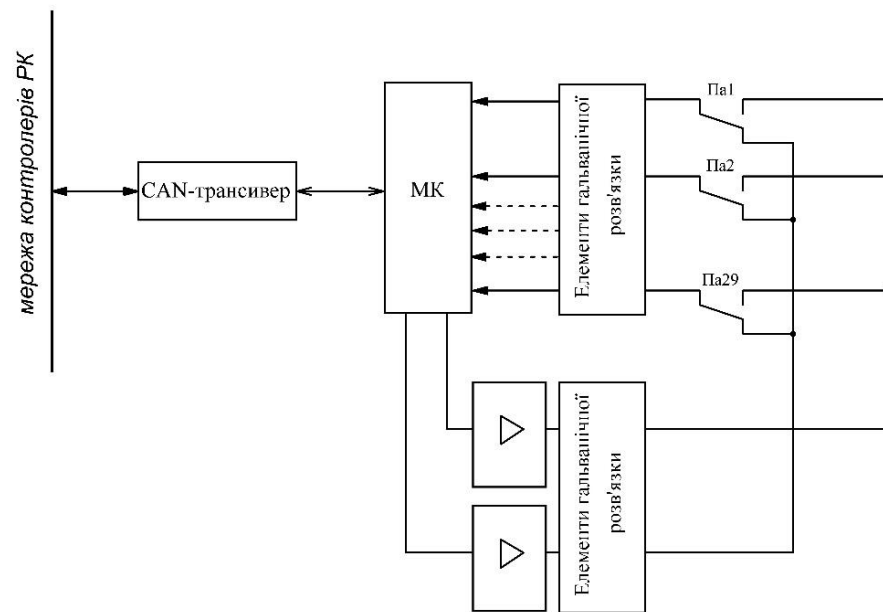 мережа контролерів РК
CAN-трансивер
МК
Елементи гальванічної
розв'язки
Па1
Па2
Па29
Елементи гальванічної
розв'язки